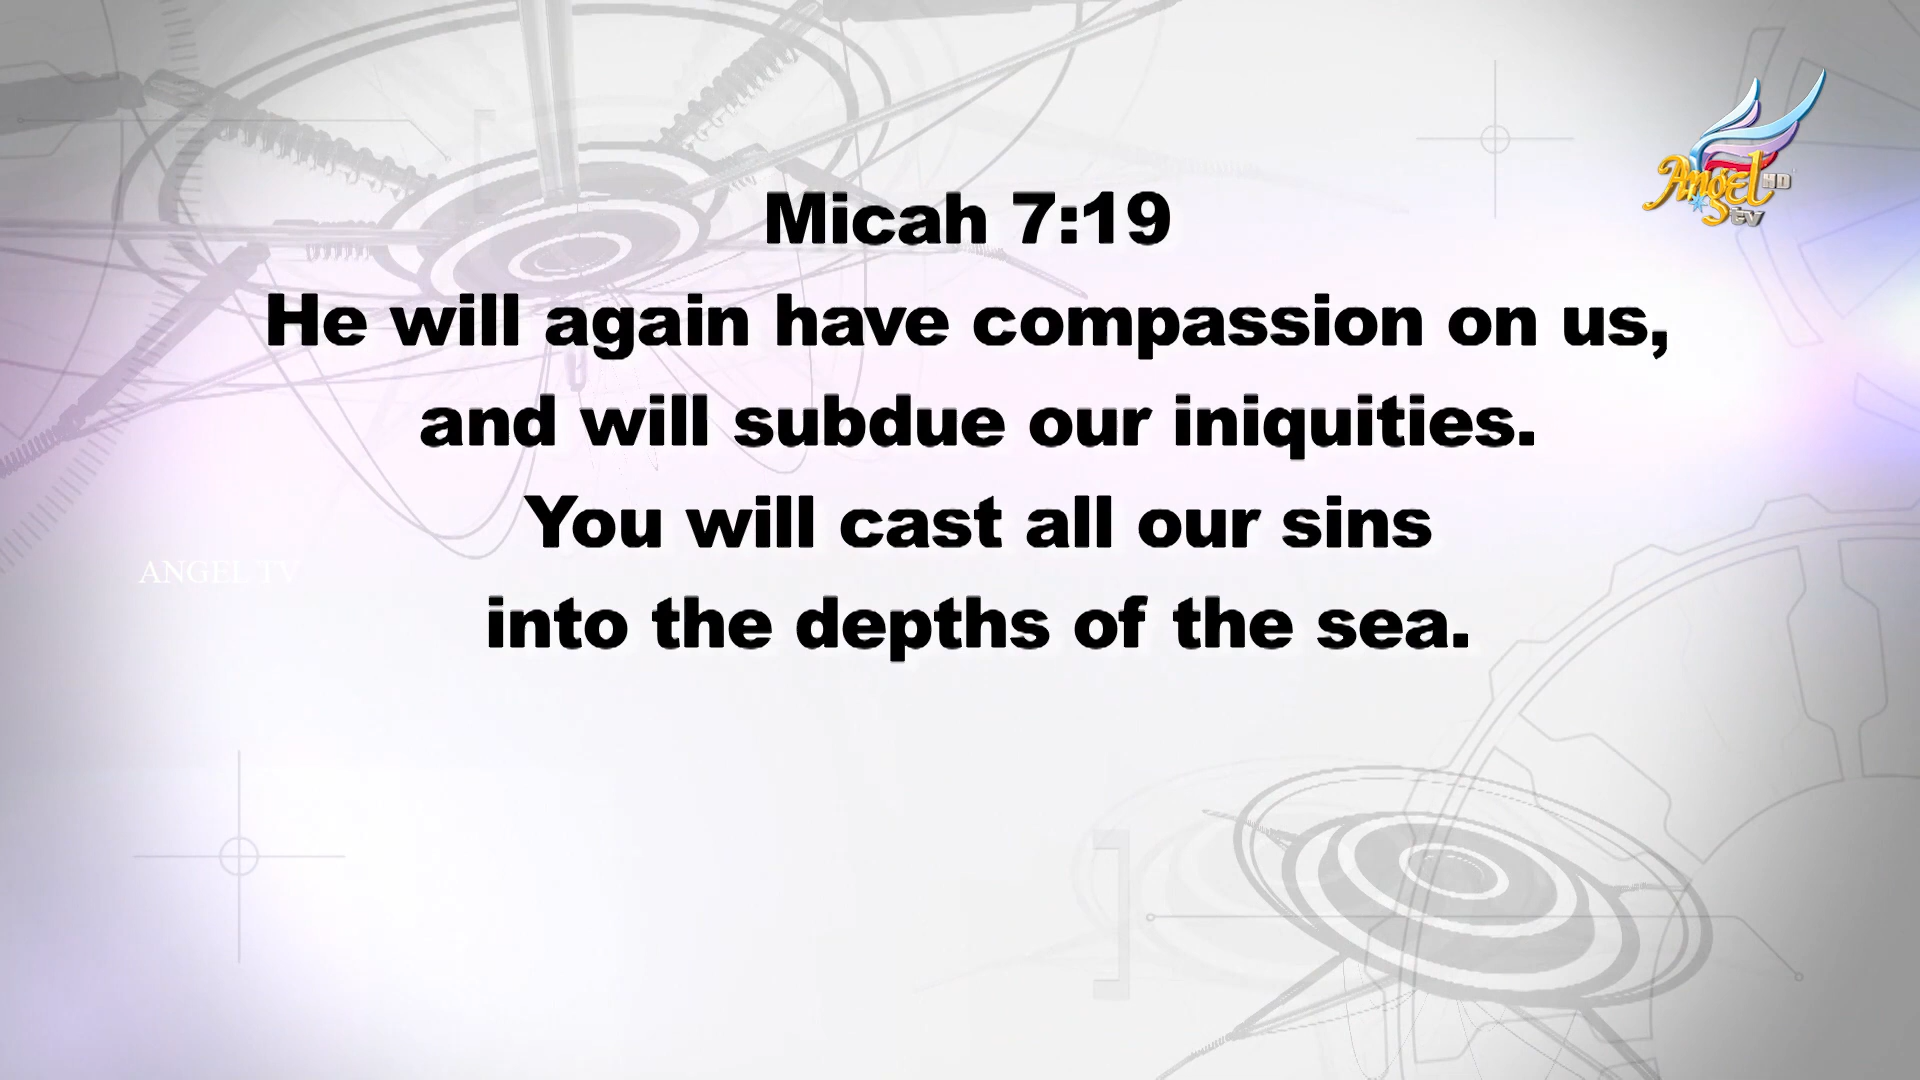 Angel HD
tv
Micah 7:19
He will again have compassion on us,
and will subdue our iniquities.
You will cast all our sins
into the depths of the sea.
ANGEL TV